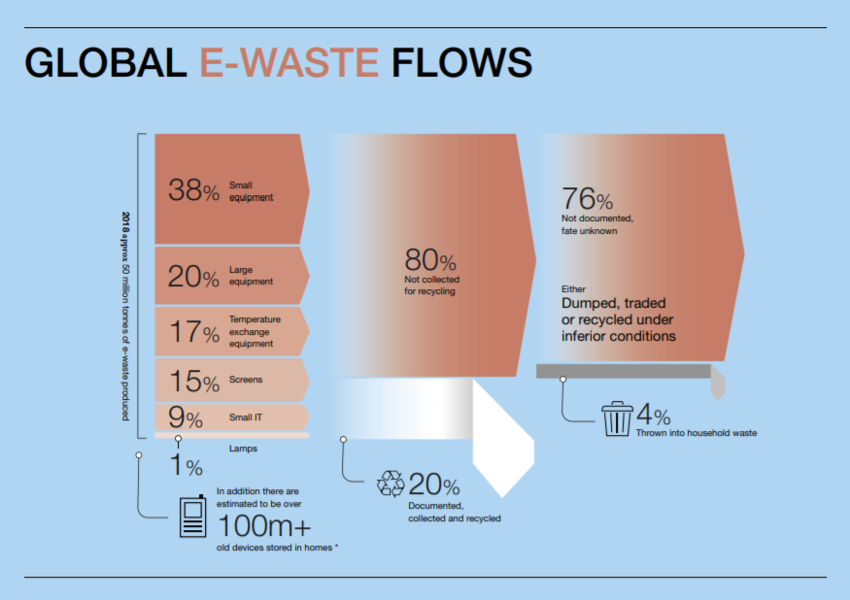 GLOBAL E-WASTE FLOWS
2018 approx 50 million tonnes of e-waste produced
38% Small
equipment
20% Large
equipment
17% Temperature
exchange
equipment
15% Screens
9% Small IT
1% Lamps
In addition there are
estimated to be over
100m+
old devices stored in homes *
80%
Not collected
for recycling
20%
Documented,
collected and recycled
76%
Not documented,
fate unknown
Either
Dumped, traded
or recycled under
inferior conditions
4%
Thrown into household waste